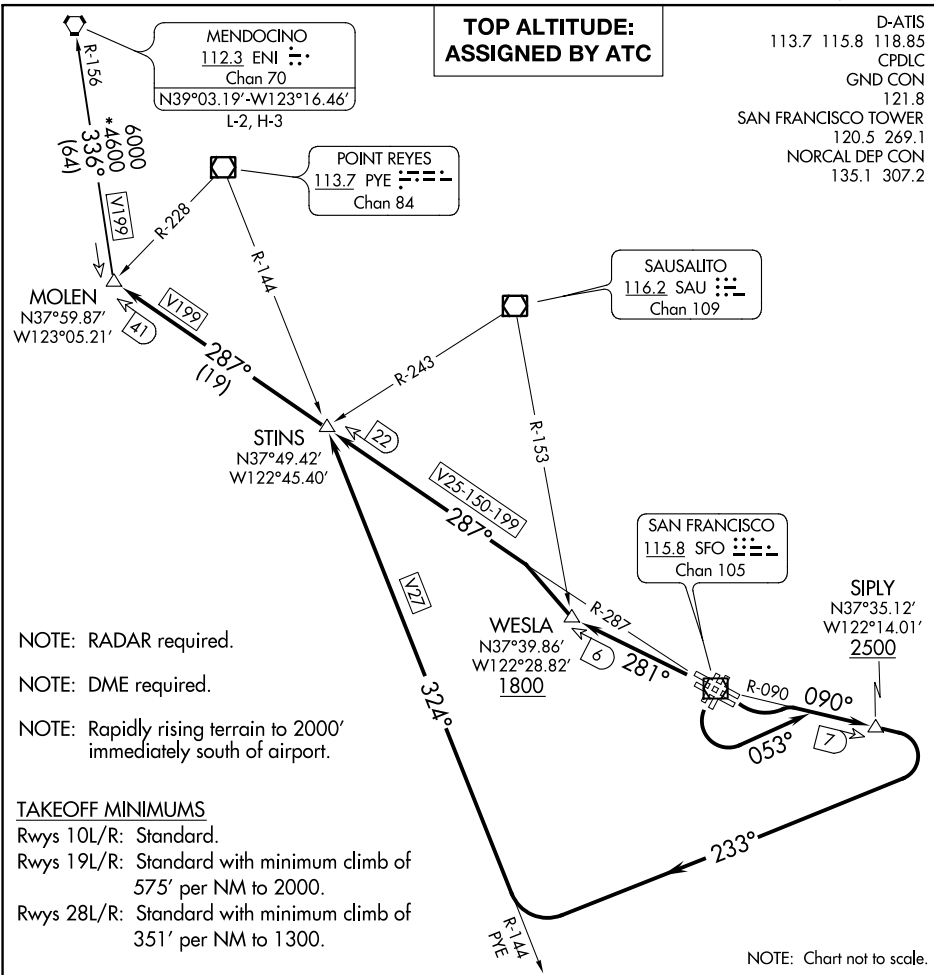 TOP ALTITUDE:
ASSIGNED BY ATC
D-ATIS
113.7 115.8 118.85
CPDLC
GND CON
121.8
SAN FRANCISCO TOWER
120.5 269.1
NORCAL DEP CON
135.1 307.2
MENDOCINO
112.3 ENI
Chan 70
N39°03.19'-W123°16.46'
L-2, H-3
R-156
6000
*4600
336°
(64)
V199
POINT REYES
113.7 PYE
Chan 84
R-228
R-144
MOLEN
N37°59.87'
W123°05.21'
41
V199
287°
(19)
SAUSALITO
116.2 SAU
Chan 109
R-243
R-153
STINS
N37°49.42'
W122°45.40'
22
V25-150-199
287°
V27
324°
SAN FRANCISCO
115.8 SFO
Chan 105
WESLA
N37°39.86'
W122°28.82'
1800
6
R-287
281°
SIPLY
N37°35.12'
W122°14.01'
2500
R-090
090°
7
053°
233°
R-144
PYE
NOTE: RADAR required.
NOTE: DME required.
NOTE: Rapidly rising terrain to 2000'
immediately south of airport.
TAKEOFF MINIMUMS
Rwys 10L/R: Standard.
Rwys 19L/R: Standard with minimum climb of
575' per NM to 2000.
Rwys 28L/R: Standard with minimum climb of
351' per NM to 1300.
NOTE: Chart not to scale.